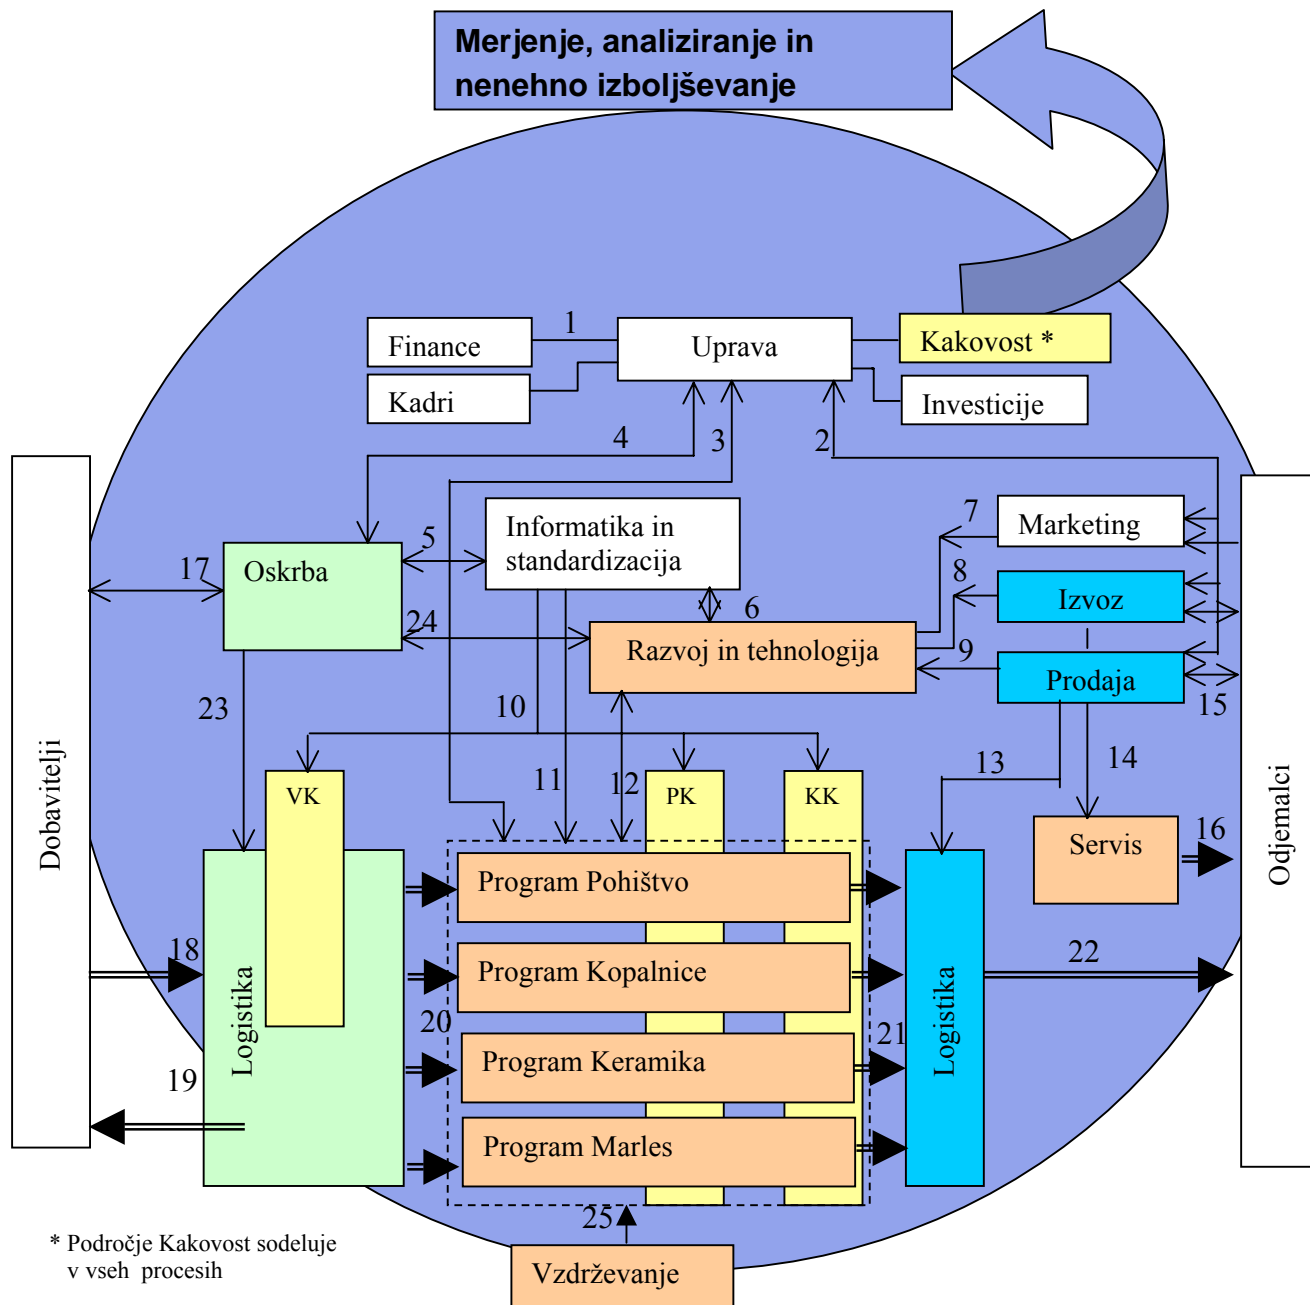 Merjenje, analiziranje in
nenehno izboljševanje
Finance
1
Uprava
Kakovost *
Kadri
Investicije
4
3
2
Informatika in
standardizacija
5
7
Marketing
17
Oskrba
8
Izvoz
24
6
Razvoj in tehnologija
9
Prodaja
15
23
10
11
12
13
14
Dobavitelji
VK
PK
KK
Odjemalci
Servis
16
Program Pohištvo
18
Logistika
Program Kopalnice
Logistika
22
20
21
Program Keramika
19
Program Marles
25
Vzdrževanje
* Področje Kakovost sodeluje
v vseh procesih